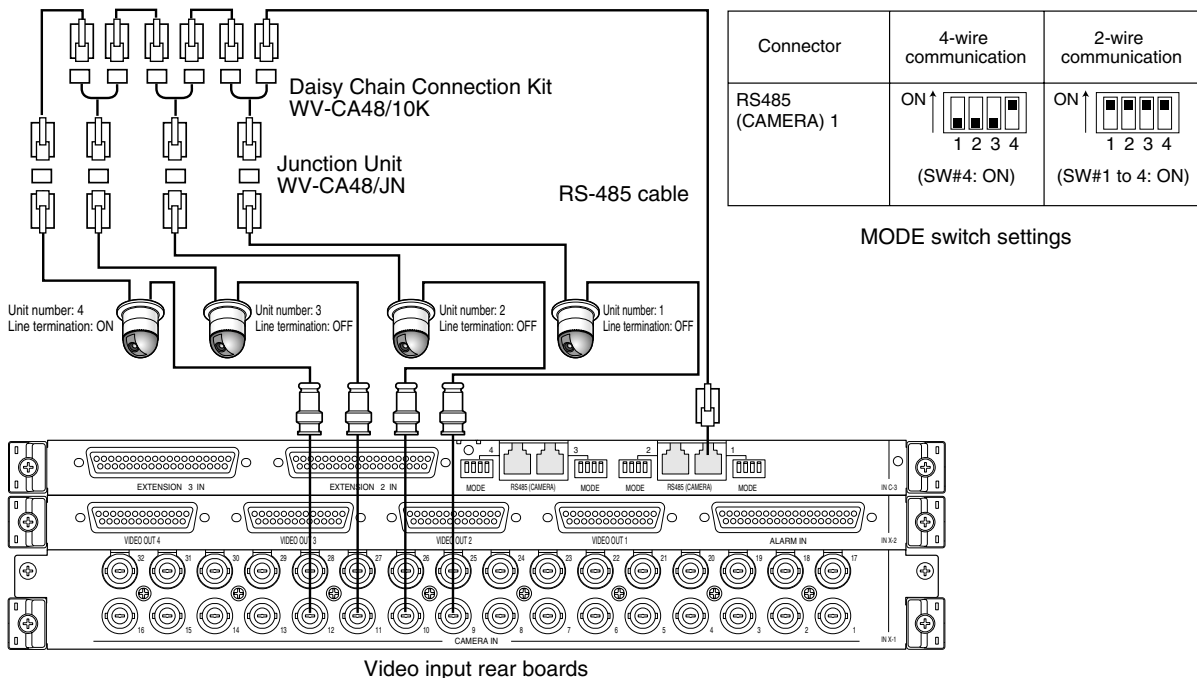 Daisy Chain Connection Kit
WV-CA48/10K
Junction Unit
WV-CA48/JN
RS-485 cable
Connector
4-wire
communication
2-wire
communication
RS485
(CAMERA) 1
ON
1 2 3 4
(SW#4: ON)
ON
1 2 3 4
(SW#1 to 4: ON)
MODE switch settings
Unit number: 4
Line termination: ON
Unit number: 3
Line termination: OFF
Unit number: 2
Line termination: OFF
Unit number: 1
Line termination: OFF
EXTENSION 3 IN
EXTENSION 2 IN
4
MODE
RS485 (CAMERA)
3
MODE
2
MODE
RS485 (CAMERA)
1
MODE
IN C-3
VIDEO OUT 4
VIDEO OUT 3
VIDEO OUT 2
VIDEO OUT 1
ALARM IN
IN X-2
32 31 30 29 28 27 26 25 24 23 22 21 20 19 18 17
16 15 14 13 12 11 10 9 8 7 6 5 4 3 2 1
CAMERA IN
IN X-1
Video input rear boards